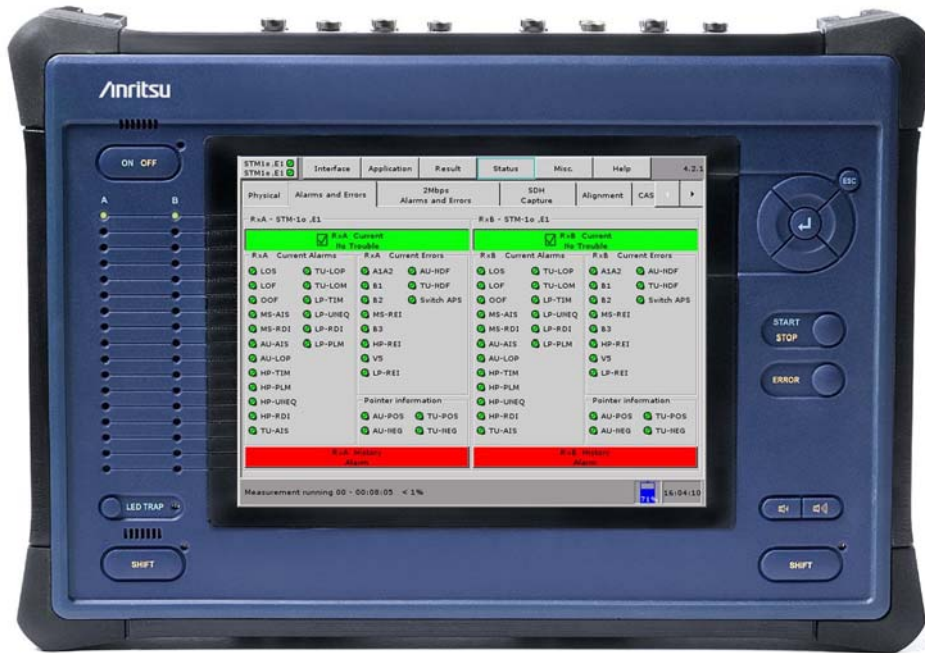 Anritsu
ON OFF
A B
STM1o,E1
STM1o,E1
Interface Application Result Status Misc. Help 4.2.1
Physical Alarms and Errors 2Mbps Alarms and Errors SDH Capture Alignment CAS
RxA - STM-1o ,E1 RxB - STM-1o ,E1
RxA Current
No Trouble
RxB Current
No Trouble
RxA Current Alarms RxA Current Errors RxB Current Alarms RxB Current Errors
LOS TU-LOP A1A2 AU-NDF LOS TU-LOP A1A2 AU-NDF
LOF TU-LOM B1 TU-NDF LOF TU-LOM B1 TU-NDF
OOF LP-TIM B2 Switch APS OOF LP-TIM B2 Switch APS
MS-AIS LP-UNEQ MS-REI MS-AIS LP-UNEQ MS-REI
MS-RDI LP-RDI B3 MS-RDI LP-RDI B3
AU-AIS LP-PLM HP-REI AU-AIS LP-PLM HP-REI
AU-LOP V5 AU-LOP V5
HP-TIM LP-REI HP-TIM LP-REI
HP-PLM HP-PLM
HP-UNEQ Pointer information HP-UNEQ Pointer information
HP-RDI AU-POS TU-POS HP-RDI AU-POS TU-POS
TU-AIS AU-NEG TU-NEG TU-AIS AU-NEG TU-NEG
RxA History
Alarm
RxB History
Alarm
Measurement running 00 - 00:08:05 < 1% 71% 16:04:10
ESC
START
STOP
ERROR
LED TRAP
SHIFT
SHIFT